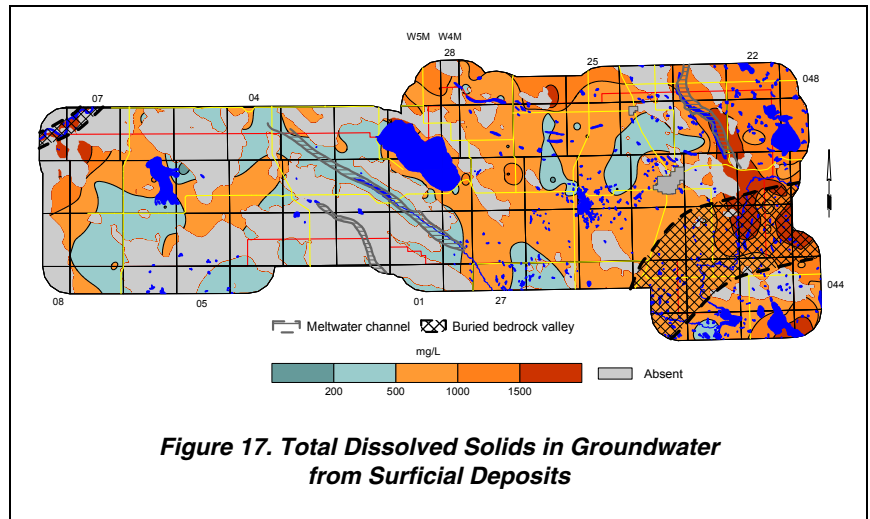 W5M W4M
28
25
22
048
07
04
044
08
05
01
27
Meltwater channel
Buried bedrock valley
mg/L
200
500
1000
1500
Absent
Figure 17. Total Dissolved Solids in Groundwater
from Surficial Deposits